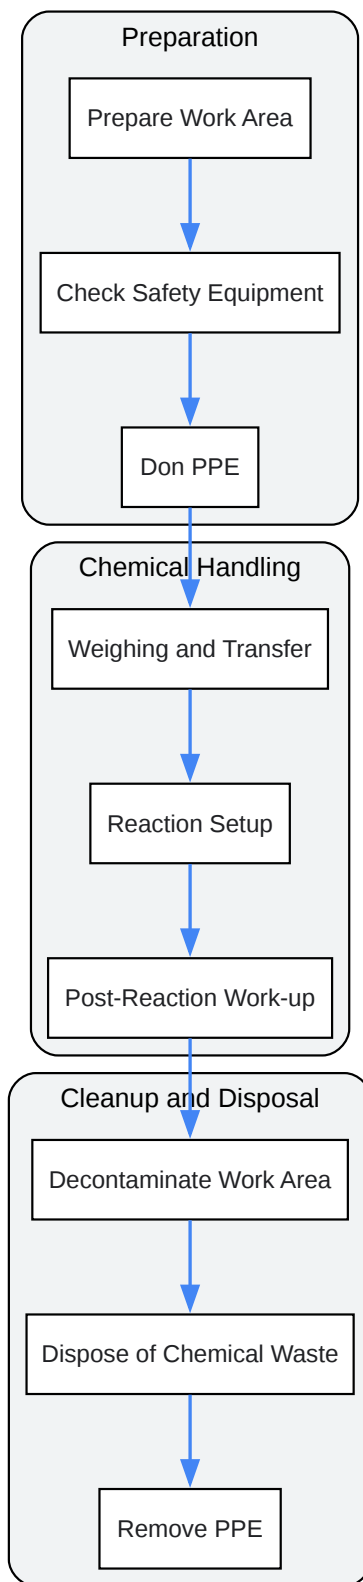 Preparation
Prepare Work Area
Check Safety Equipment
Don PPE
Chemical Handling
Weighing and Transfer
Reaction Setup
Post-Reaction Work-up
Cleanup and Disposal
Decontaminate Work Area
Dispose of Chemical Waste
Remove PPE